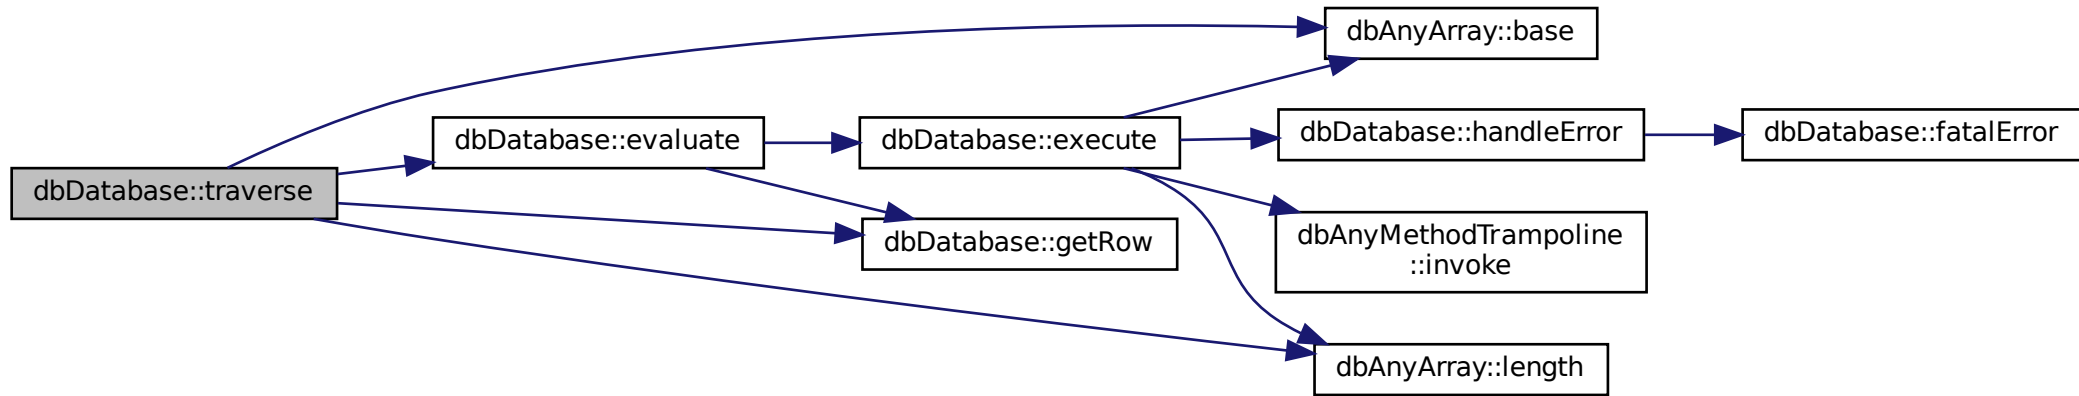 dbDatabase::traverse
dbDatabase::evaluate
dbDatabase::execute
dbDatabase::getRow
dbAnyArray::base
dbDatabase::handleError
dbAnyMethodTrampoline
::invoke
dbAnyArray::length
dbDatabase::fatalError